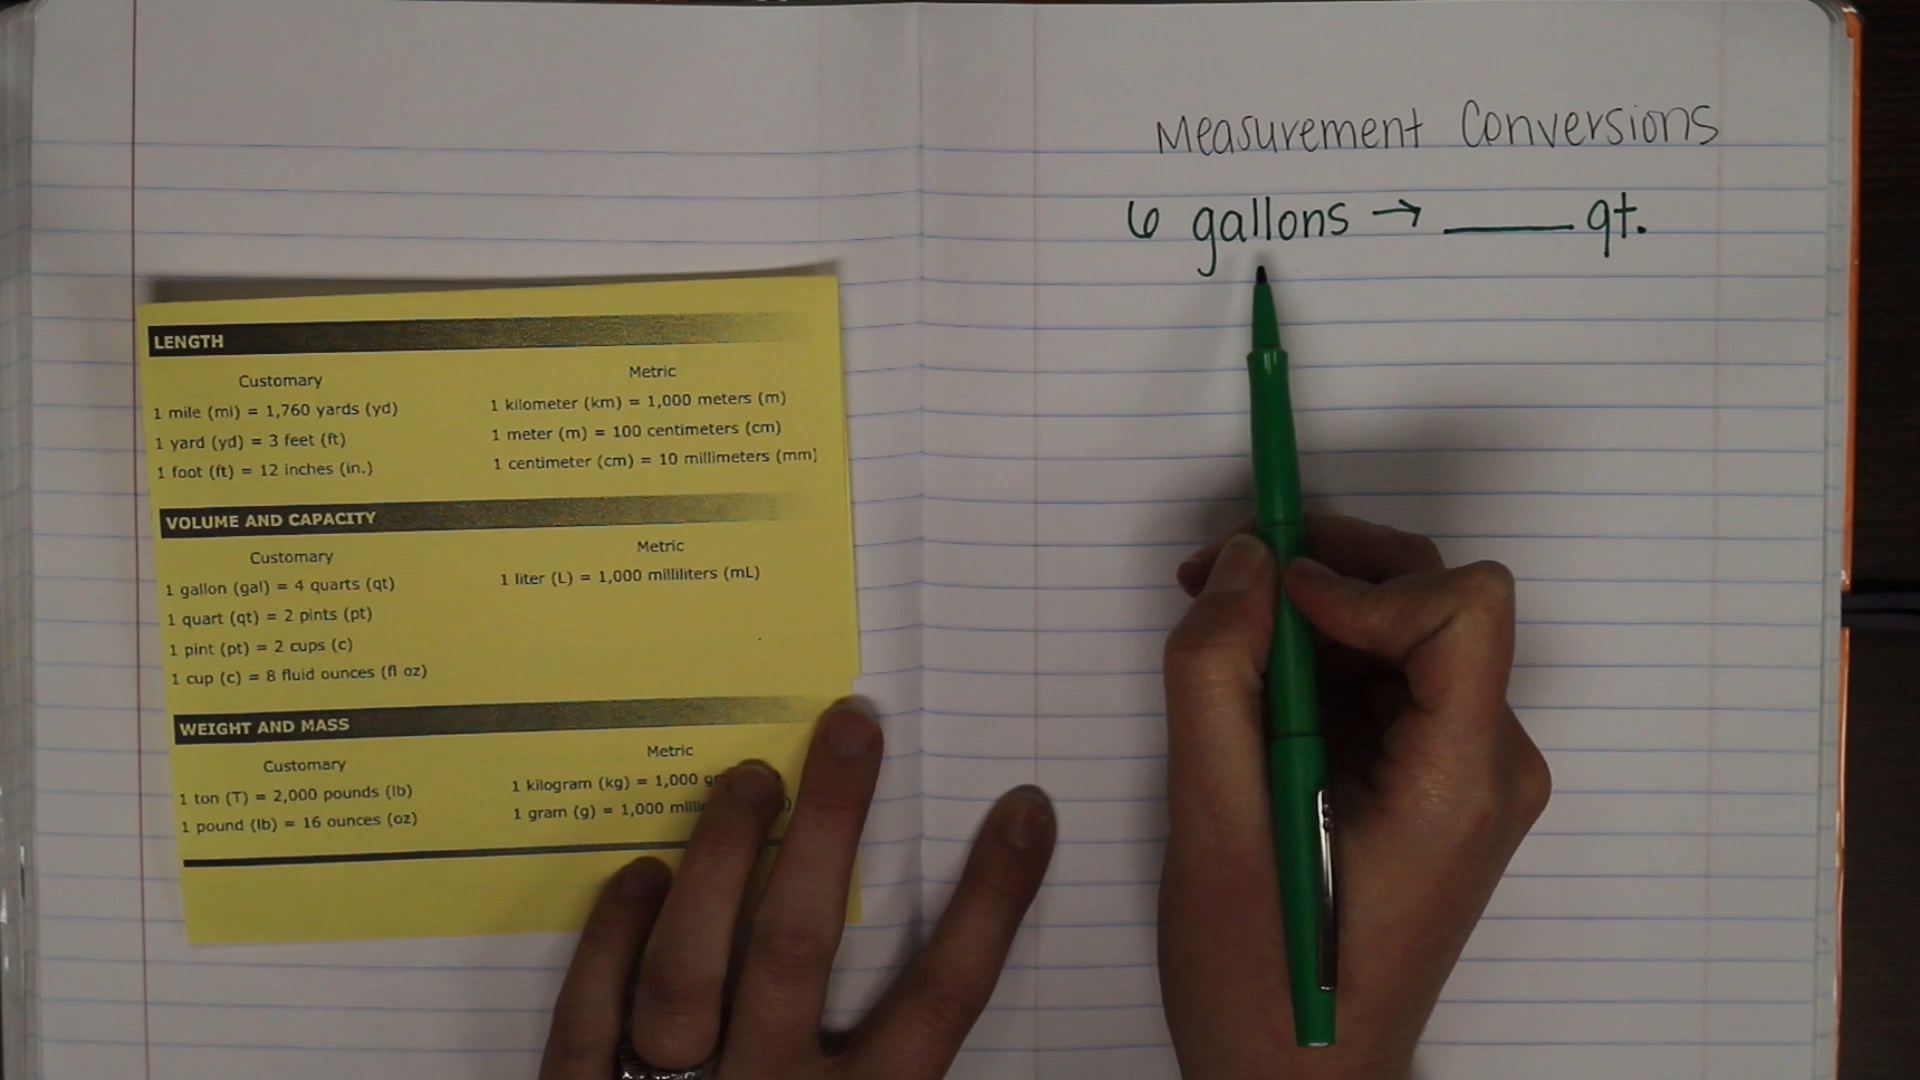 Measurement Conversions
6 gallons → ____ qt.
LENGTH
Customary
Metric
1 mile (mi) = 1,760 yards (yd)
1 kilometer (km) = 1,000 meters (m)
1 yard (yd) = 3 feet (ft)
1 meter (m) = 100 centimeters (cm)
1 foot (ft) = 12 inches (in.)
1 centimeter (cm) = 10 millimeters (mm)
VOLUME AND CAPACITY
Customary
Metric
1 gallon (gal) = 4 quarts (qt)
1 liter (L) = 1,000 milliliters (mL)
1 quart (qt) = 2 pints (pt)
1 pint (pt) = 2 cups (c)
1 cup (c) = 8 fluid ounces (fl oz)
WEIGHT AND MASS
Customary
Metric
1 ton (T) = 2,000 pounds (lb)
1 kilogram (kg) = 1,000
1 pound (lb) = 16 ounces (oz)
1 gram (g) = 1,000